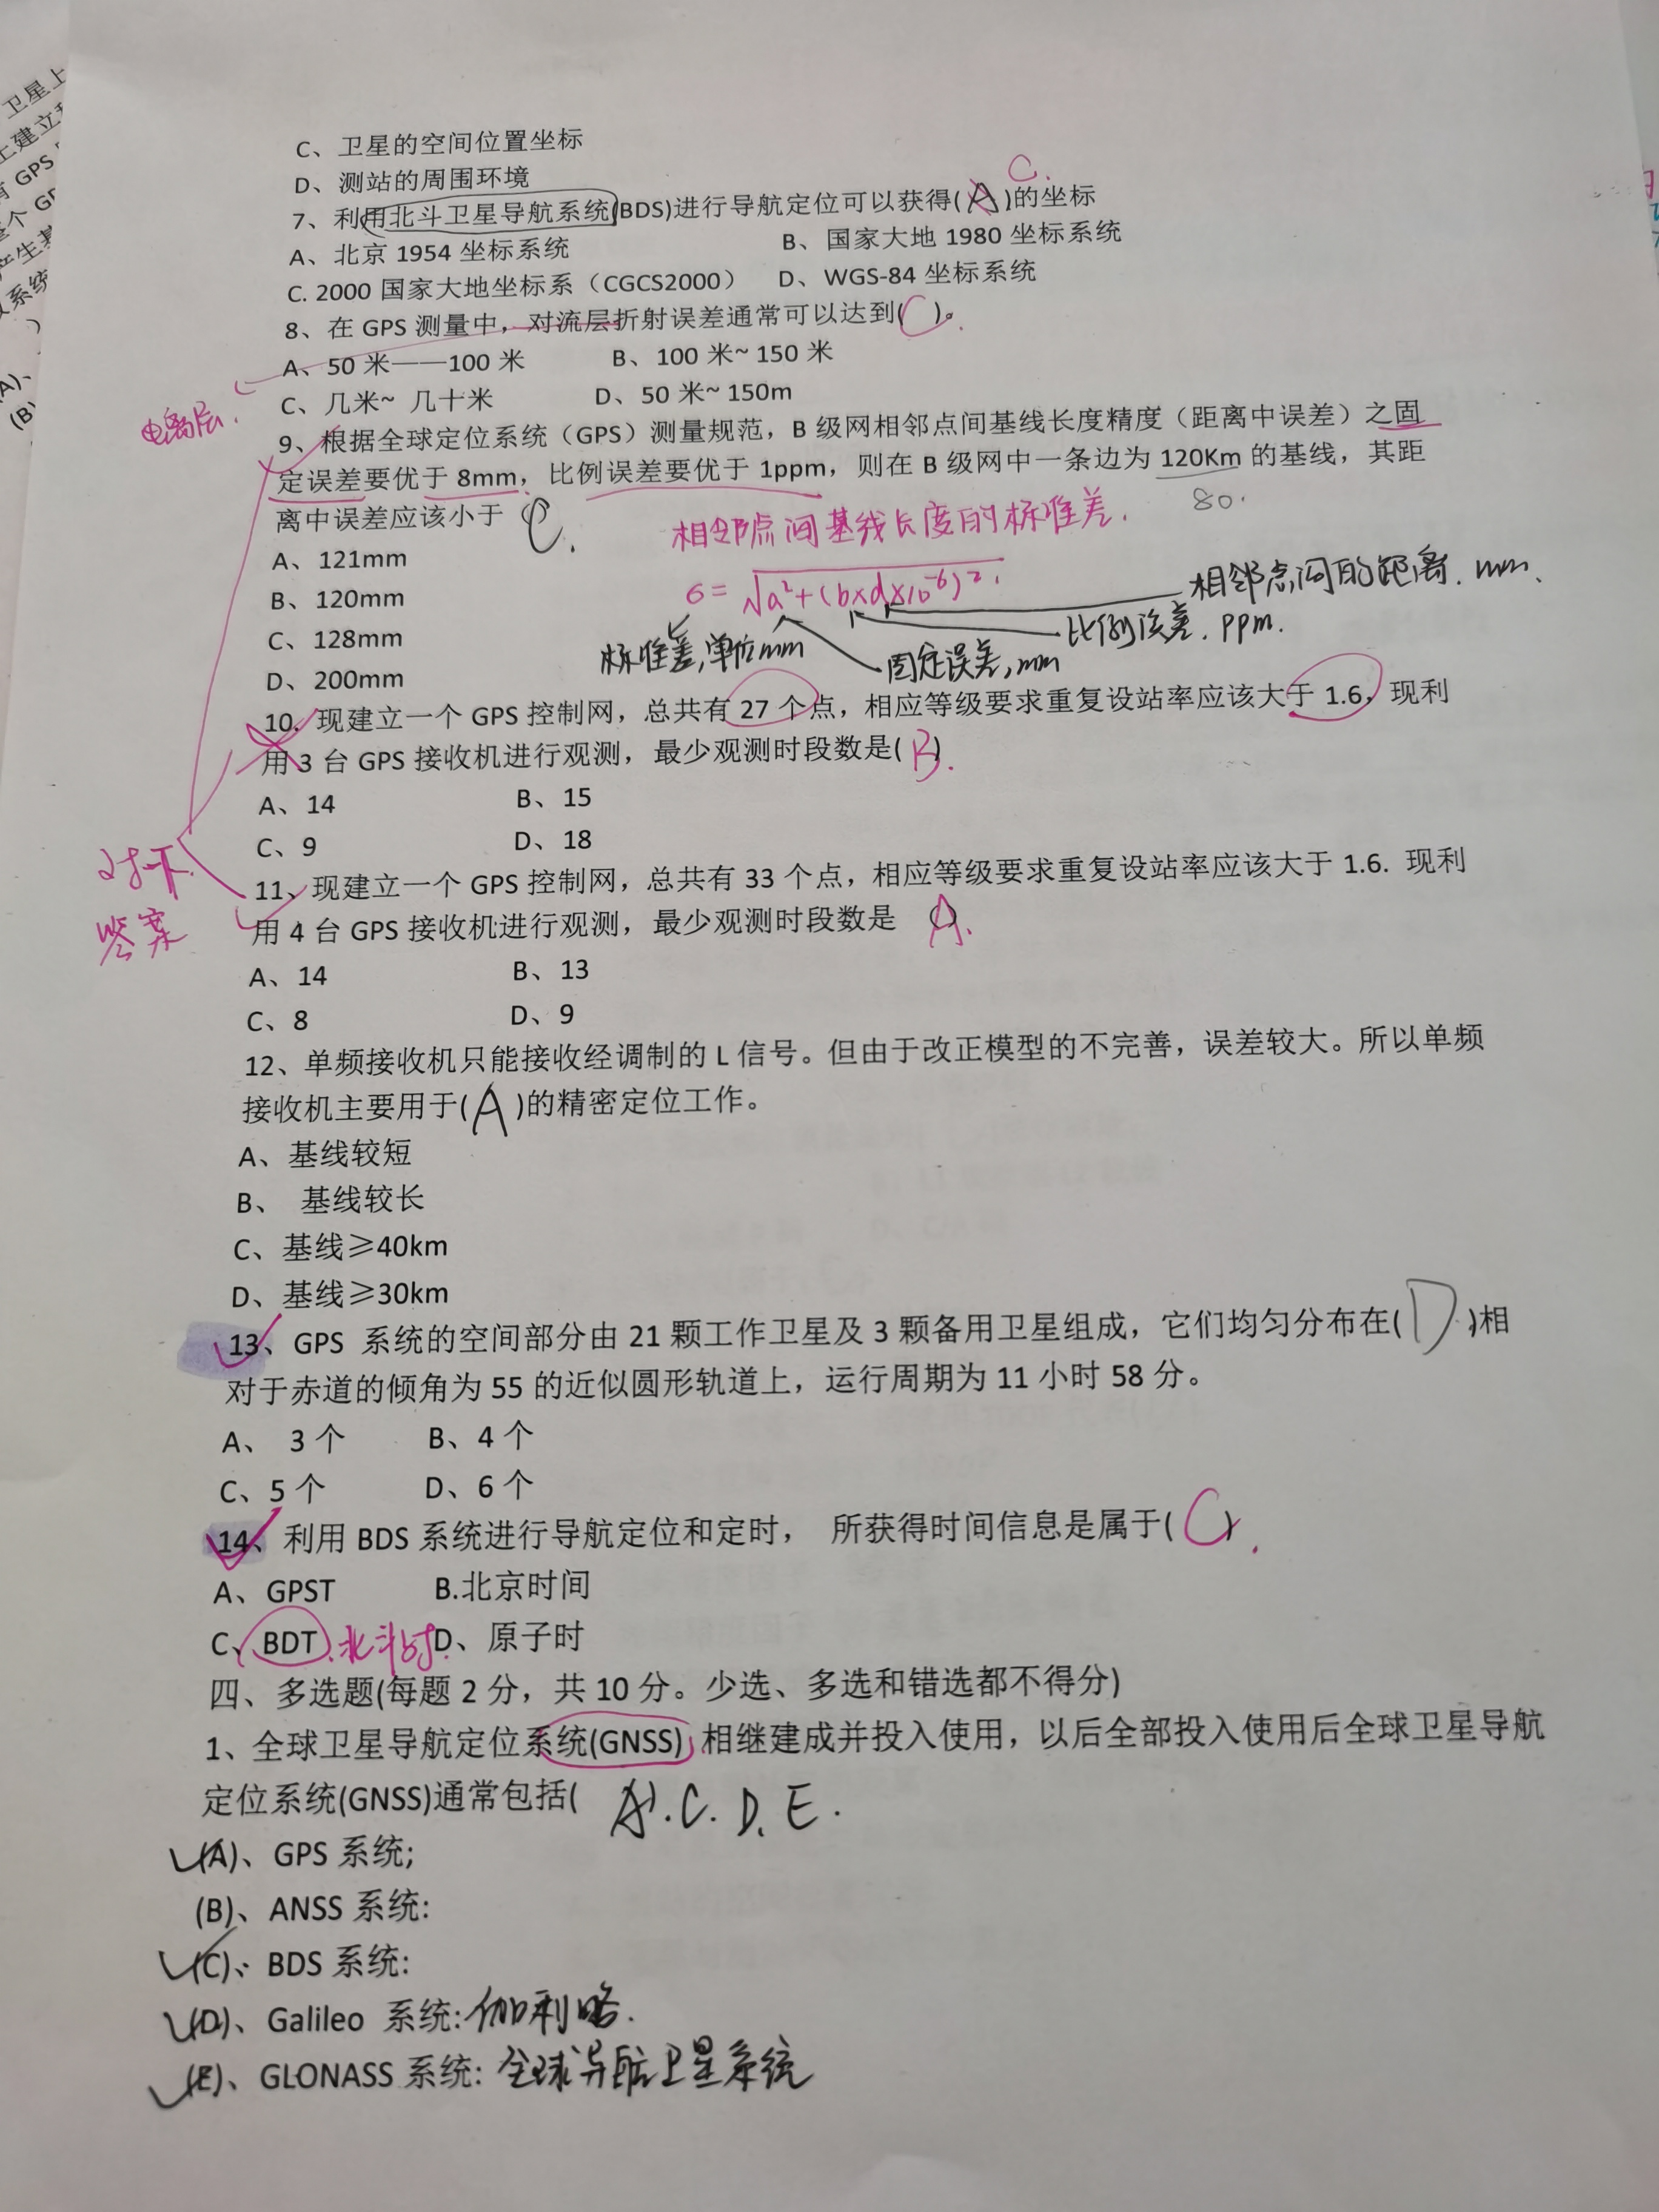 卫星上
上建立
有 GPS
产生基
系统
)
(A)、
(B)
C、卫星的空间位置坐标
D、测站的周围环境
C.
7、利用北斗卫星导航系统(BDS)进行导航定位可以获得(A)的坐标
A、北京 1954 坐标系统 B、国家大地 1980 坐标系统
C. 2000 国家大地坐标系（CGCS2000） D、WGS-84 坐标系统
8、在 GPS 测量中，对流层折射误差通常可以达到(C)。
A、50 米——100 米 B、100 米~ 150 米
C、几米~ 几十米 D、50 米~ 150m
电离层.
9、根据全球定位系统（GPS）测量规范，B 级网相邻点间基线长度精度（距离中误差）之固
定误差要优于 8mm，比例误差要优于 1ppm，则在 B 级网中一条边为 120Km 的基线，其距
80.
离中误差应该小于 C.
相邻点间基线长度的标准差.
A、121mm
B、120mm
C、128mm
D、200mm
σ=√a²+(b×d×10⁻⁶)².
相邻点间的距离. mm.
比例误差. ppm.
标准差,单位mm
固定误差,mm
10. 现建立一个 GPS 控制网，总共有 27 个点，相应等级要求重复设站率应该大于 1.6，现利
用 3 台 GPS 接收机进行观测，最少观测时段数是(B).
A、14 B、15
C、9 D、18
对下.
答案
11、现建立一个 GPS 控制网，总共有 33 个点，相应等级要求重复设站率应该大于 1.6. 现利
用 4 台 GPS 接收机进行观测，最少观测时段数是 A.
A、14 B、13
C、8 D、9
12、单频接收机只能接收经调制的 L 信号。但由于改正模型的不完善，误差较大。所以单频
接收机主要用于(A)的精密定位工作。
A、基线较短
B、 基线较长
C、基线≥40km
D、基线≥30km
13、GPS 系统的空间部分由 21 颗工作卫星及 3 颗备用卫星组成，它们均匀分布在(D)相
对于赤道的倾角为 55 的近似圆形轨道上，运行周期为 11 小时 58 分。
A、 3 个 B、4 个
C、5 个 D、6 个
14、利用 BDS 系统进行导航定位和定时， 所获得时间信息是属于(C).
A、GPST B.北京时间
C、BDT.北斗时.D、原子时
四、多选题(每题 2 分，共 10 分。少选、多选和错选都不得分)
1、全球卫星导航定位系统(GNSS) 相继建成并投入使用，以后全部投入使用后全球卫星导航
定位系统(GNSS)通常包括( A.C.D.E.
(A)、GPS 系统;
(B)、ANSS 系统:
(C)、BDS 系统:
(D)、Galileo 系统:伽利略.
(E)、GLONASS 系统: 全球导航卫星系统